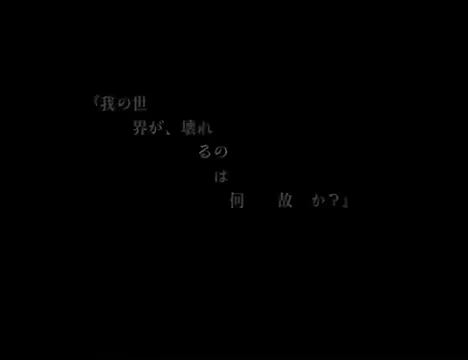 『我の世
界が、壊れ
るの
は
何　故　か？』